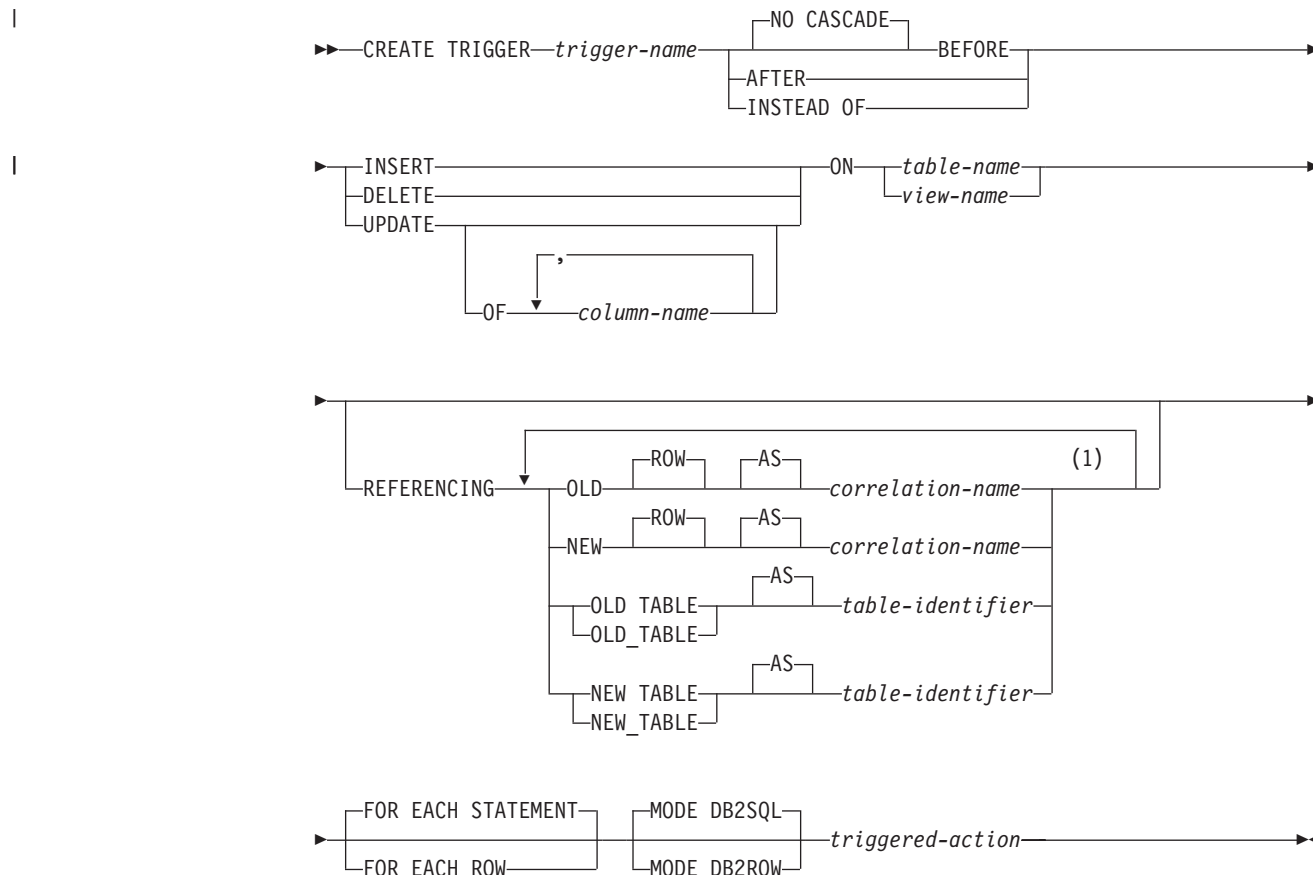 NO CASCADE
CREATE TRIGGER trigger-name BEFORE
AFTER
INSTEAD OF
INSERT ON table-name
DELETE view-name
UPDATE
,
OF column-name
ROW AS (1)
REFERENCING OLD correlation-name
ROW AS
NEW correlation-name
AS
OLD TABLE table-identifier
OLD_TABLE
AS
NEW TABLE table-identifier
NEW_TABLE
FOR EACH STATEMENT MODE DB2SQL
triggered-action
FOR EACH ROW MODE DB2ROW